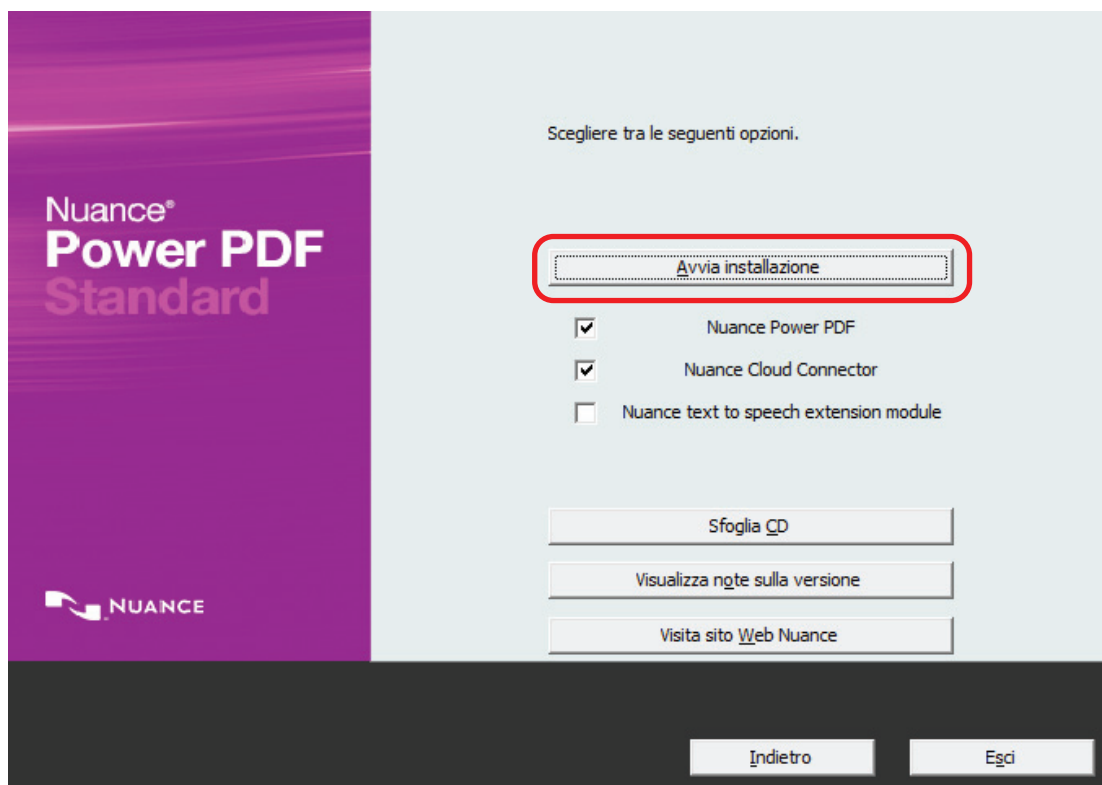 Nuance®
Power PDF
Standard
NUANCE
Scegliere tra le seguenti opzioni.
Avvia installazione
Nuance Power PDF
Nuance Cloud Connector
Nuance text to speech extension module
Sfoglia CD
Visualizza note sulla versione
Visita sito Web Nuance
Indietro
Esci